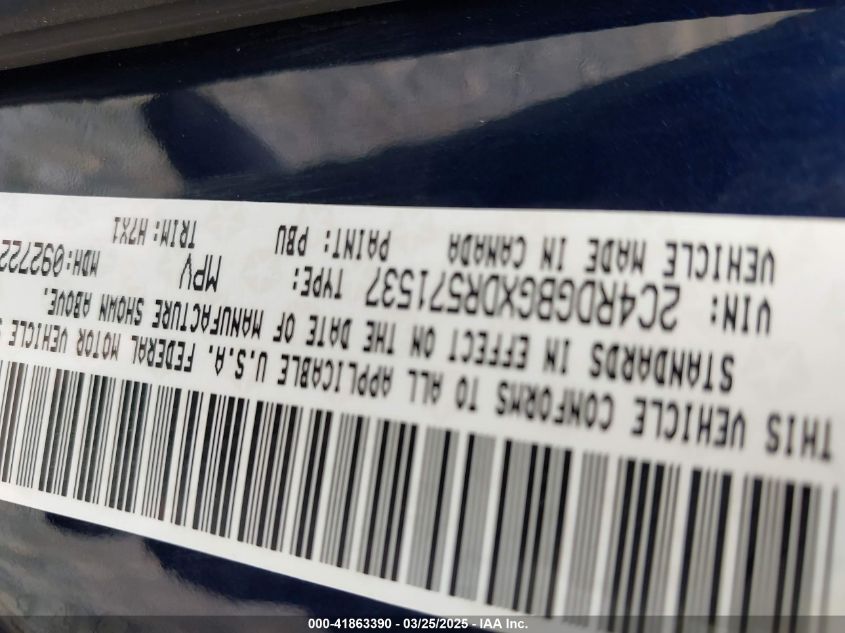 THIS VEHICLE CONFORMS TO ALL APPLICABLE U.S.A. FEDERAL MOTOR VEHICLE S
STANDARDS IN EFFECT ON THE DATE OF MANUFACTURE SHOWN ABOVE.
VIN: 2C4RDGBGXDR571537 TYPE: MPV MDH: 092722
VEHICLE MADE IN CANADA PAINT: PBU TRIM: H7X1
000-41863390 - 03/25/2025 - IAA Inc.